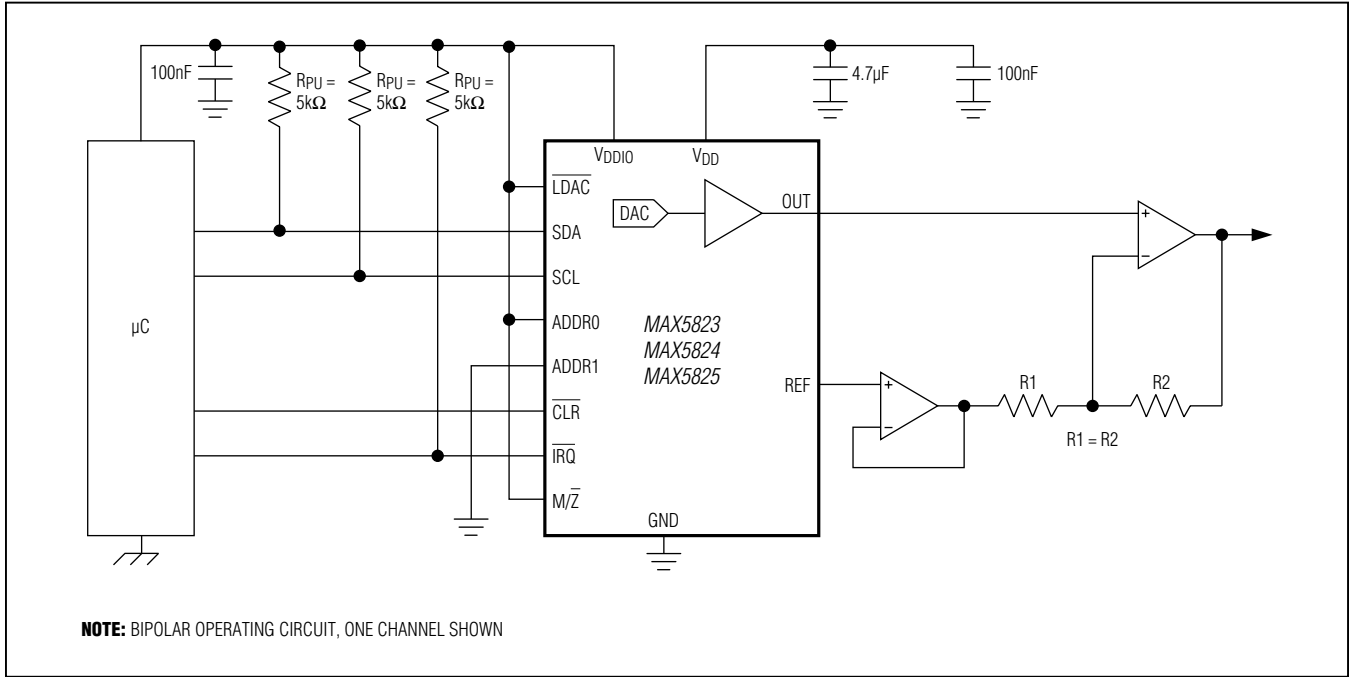 100nF
RPU =
5kΩ
RPU =
5kΩ
RPU =
5kΩ
4.7µF
100nF
VDDIO
VDD
LDAC
DAC
OUT
SDA
SCL
µC
ADDR0
MAX5823
MAX5824
MAX5825
ADDR1
REF
R1
R2
CLR
R1 = R2
IRQ
M/Z
GND
NOTE: BIPOLAR OPERATING CIRCUIT, ONE CHANNEL SHOWN